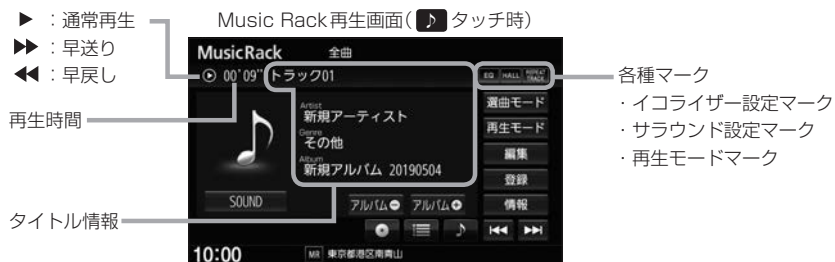 ▶ ：通常再生
▶▶ ：早送り
◀◀ ：早戻し
再生時間
タイトル情報
Music Rack再生画面(♪タッチ時)
MusicRack 全曲
00'09" トラック01
EQ HALL REPEAT TRACK
Artist
新規アーティスト
Genre
その他
Album
新規アルバム 20190504
選曲モード
再生モード
編集
登録
情報
SOUND
アルバム－ アルバム＋
10:00 MR 東京都港区南青山
各種マーク
・イコライザー設定マーク
・サラウンド設定マーク
・再生モードマーク